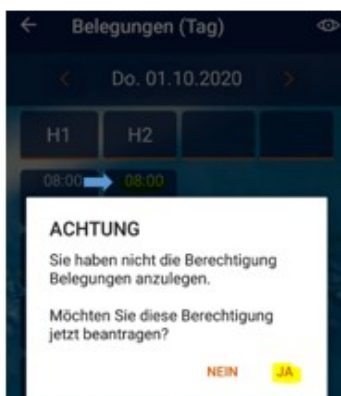 Belegungen (Tag)
Do. 01.10.2020
H1 H2
08:00 08:00
ACHTUNG
Sie haben nicht die Berechtigung
Belegungen anzulegen.
Möchten Sie diese Berechtigung
jetzt beantragen?
NEIN JA